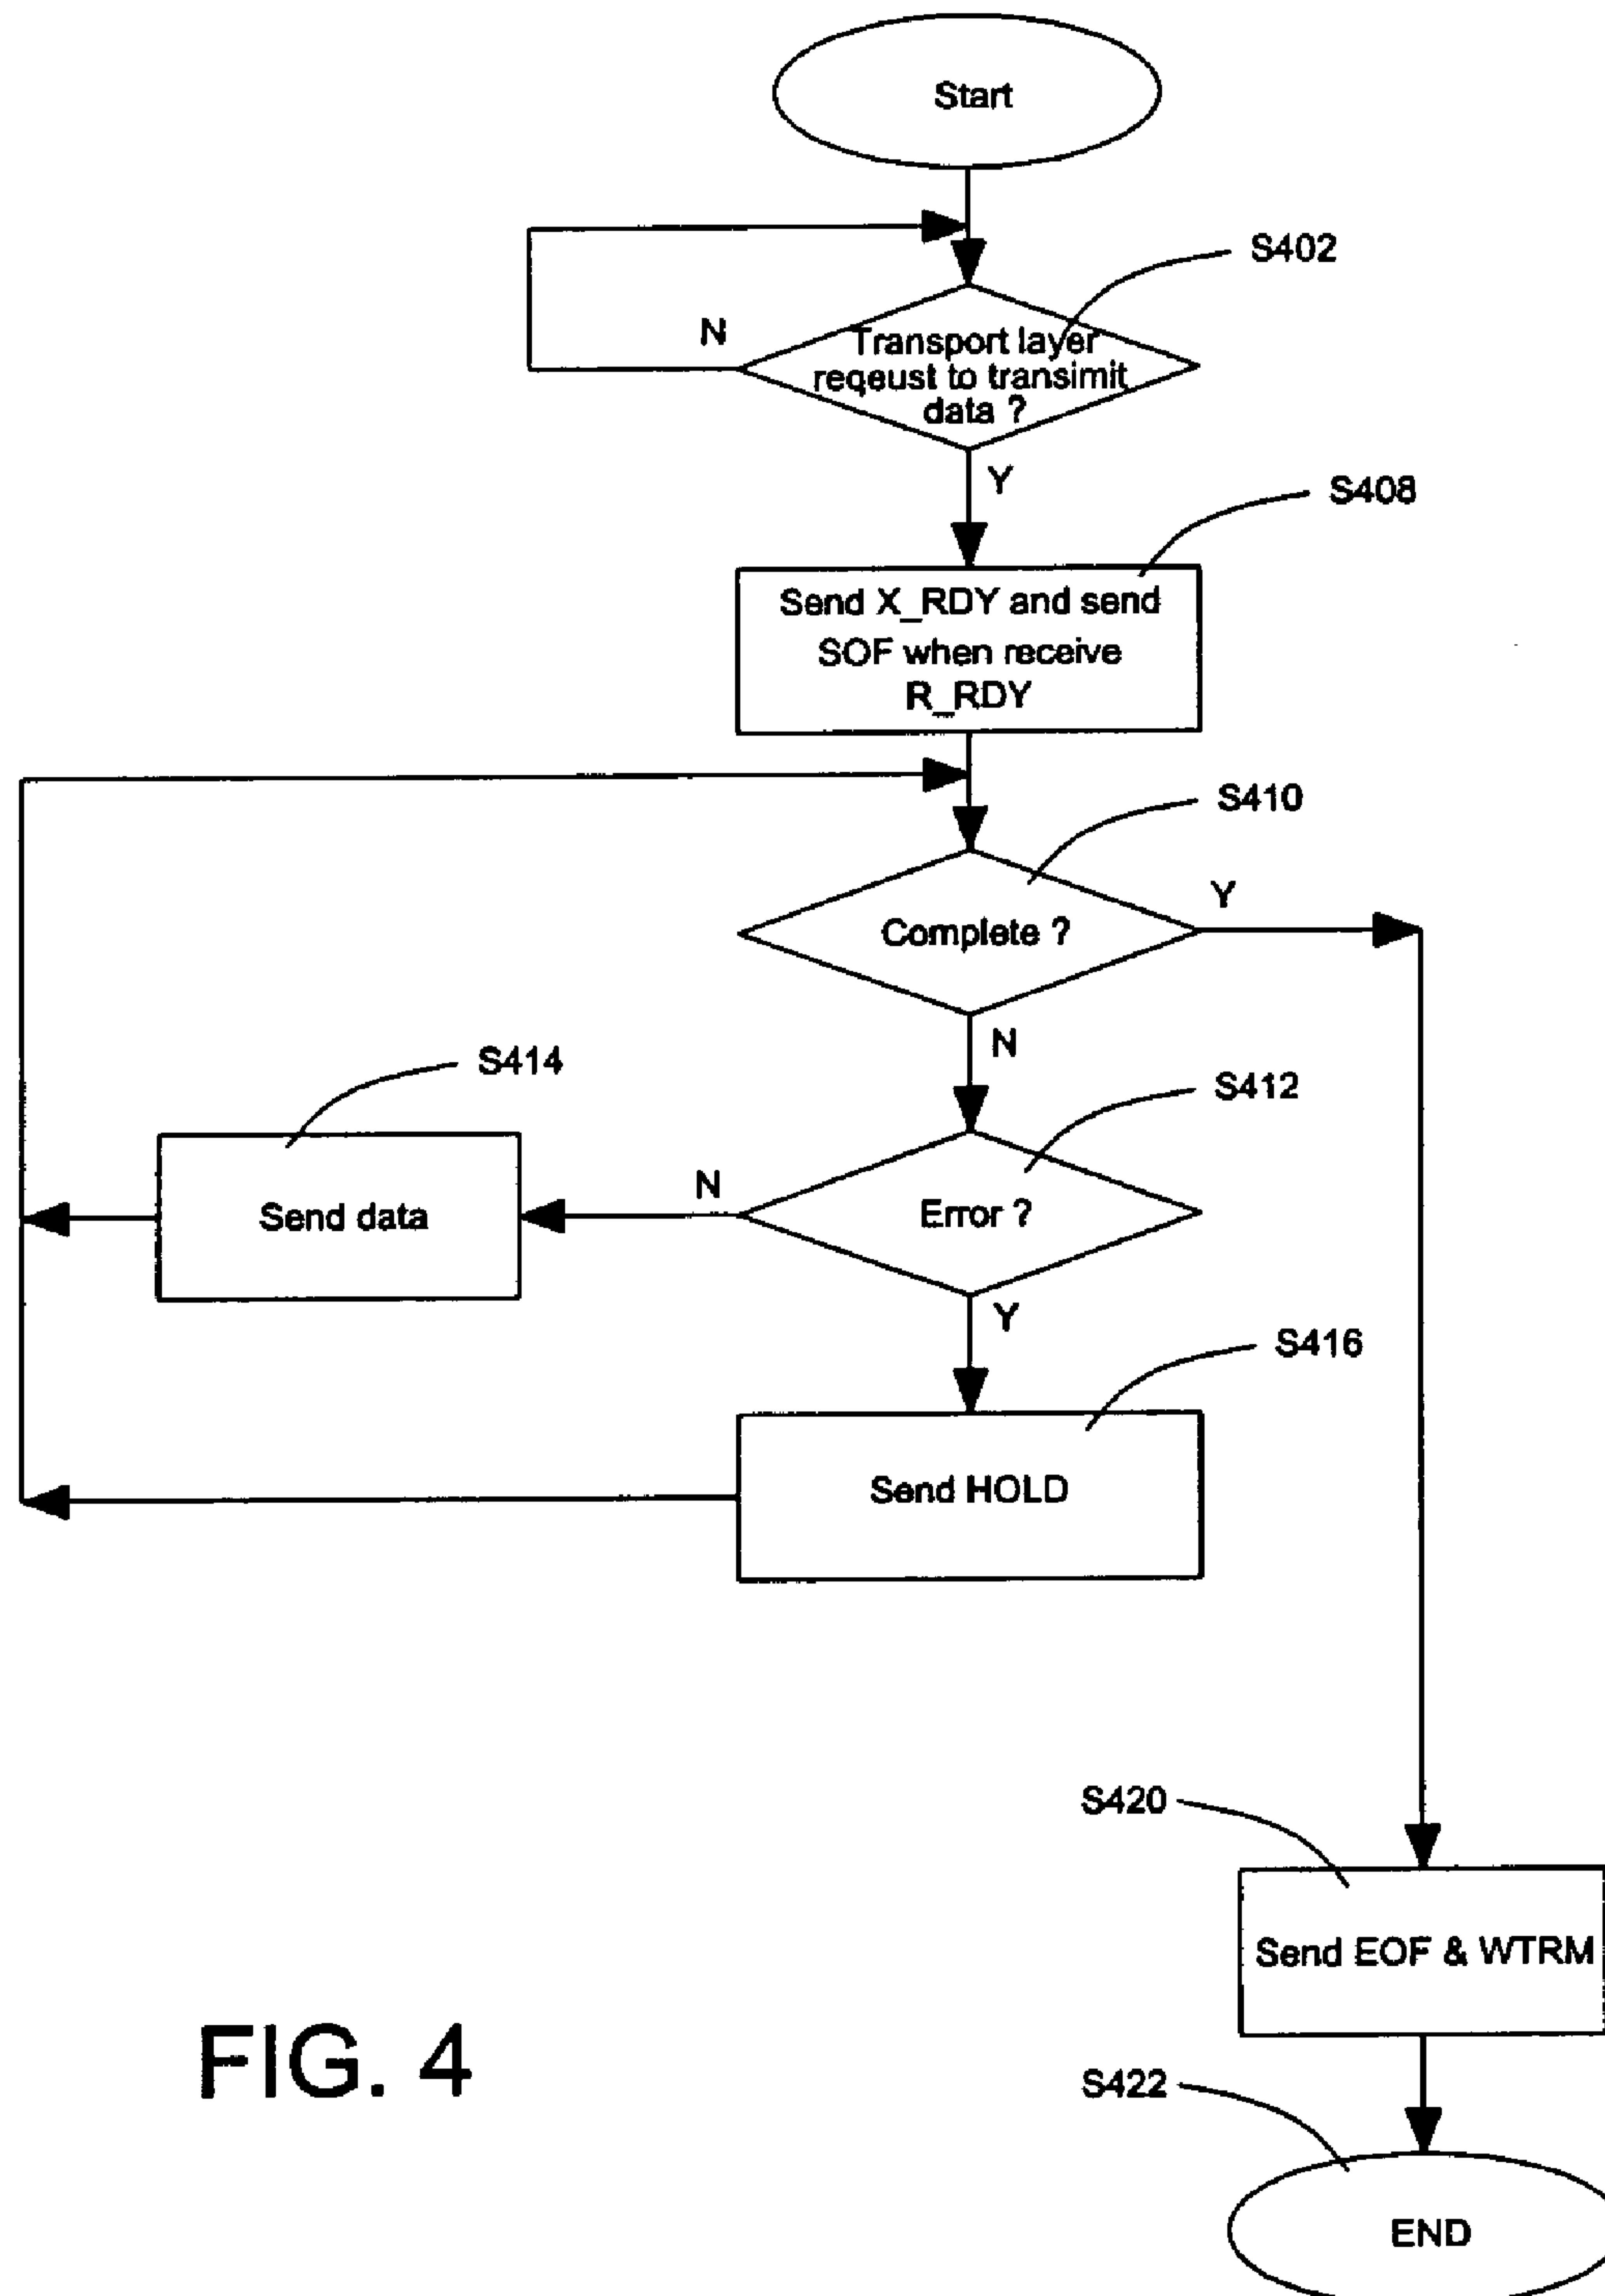 Start
S402
N
Transport layer
reqeust to transimit
data ?
Y
S408
Send X_RDY and send
SOF when receive
R_RDY
S410
Y
Complete ?
N
S414
S412
N
Send data
Error ?
Y
S416
Send HOLD
S420
Send EOF & WTRM
FIG. 4
S422
END